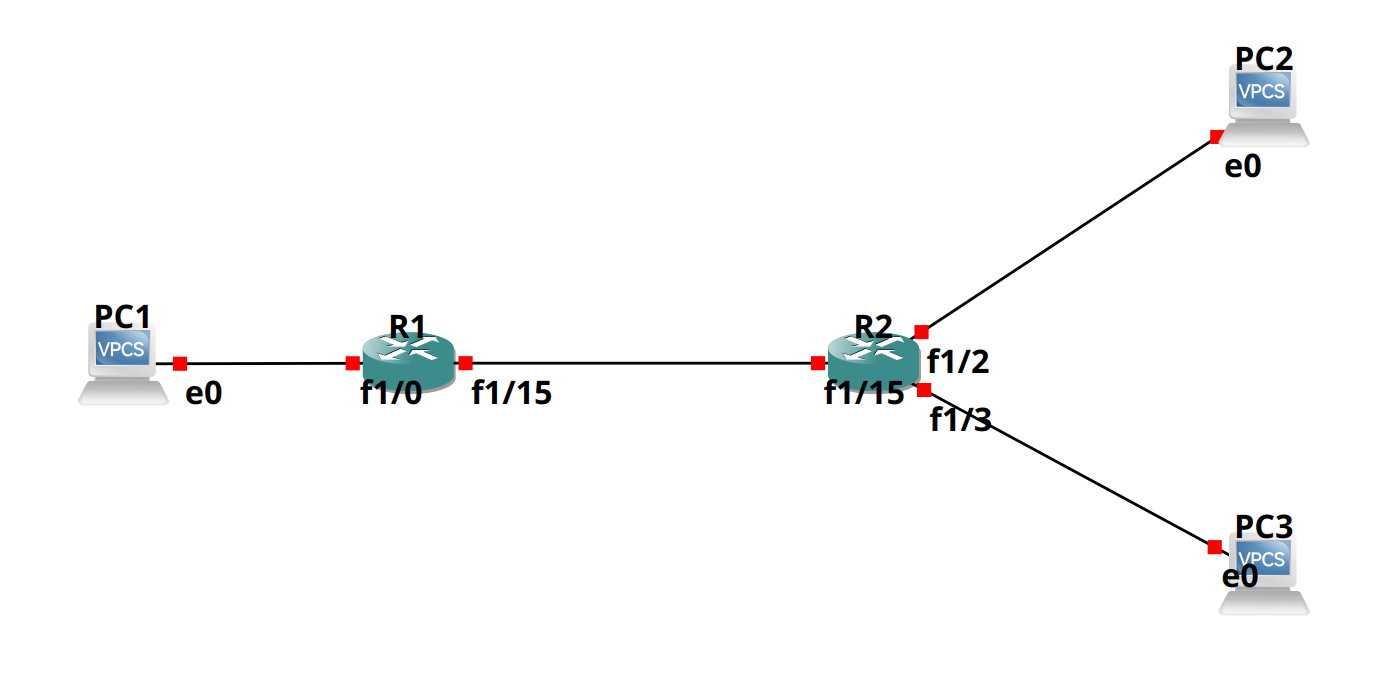 PC2
VPCS
e0
PC1
VPCS
e0
R1
f1/0
f1/15
R2
f1/15
f1/2
f1/3
PC3
VPCS
e0